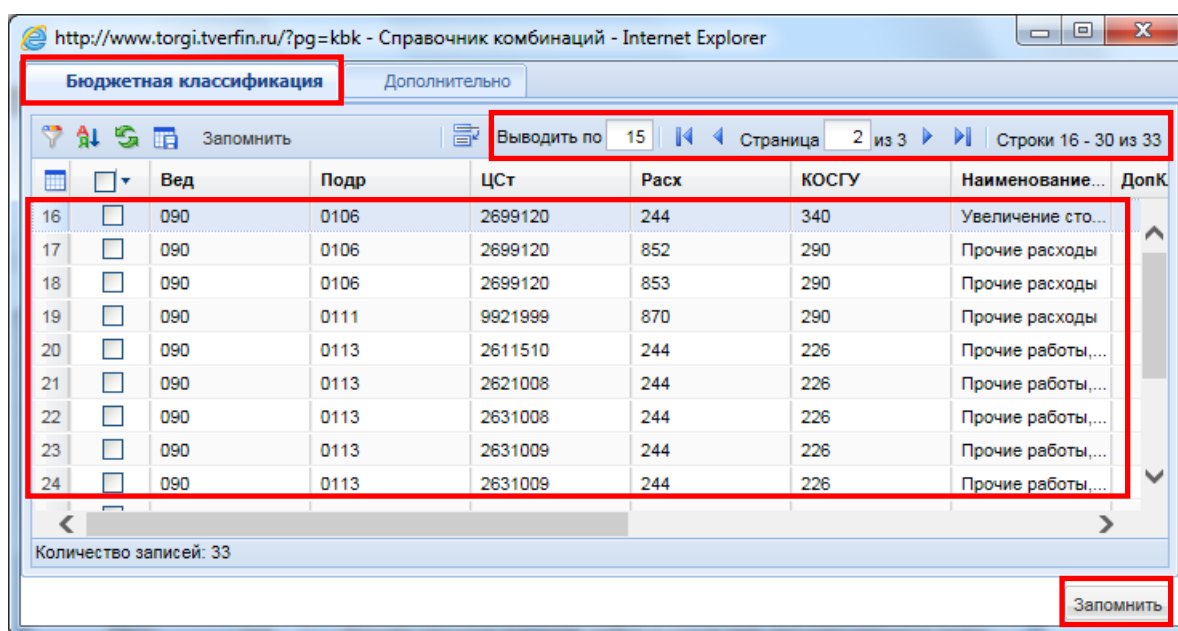 http://www.torgi.tverfin.ru/?pg=kbk - Справочник комбинаций - Internet Explorer
Бюджетная классификация Дополнительно
Запомнить Выводить по 15 Страница 2 из 3 Строки 16 - 30 из 33
Вед Подр ЦСт Расх КОСГУ Наименование... ДопК
16 090 0106 2699120 244 340 Увеличение сто...
17 090 0106 2699120 852 290 Прочие расходы
18 090 0106 2699120 853 290 Прочие расходы
19 090 0111 9921999 870 290 Прочие расходы
20 090 0113 2611510 244 226 Прочие работы,...
21 090 0113 2621008 244 226 Прочие работы,...
22 090 0113 2631008 244 226 Прочие работы,...
23 090 0113 2631009 244 226 Прочие работы,...
24 090 0113 2631009 244 226 Прочие работы,...
Количество записей: 33
Запомнить